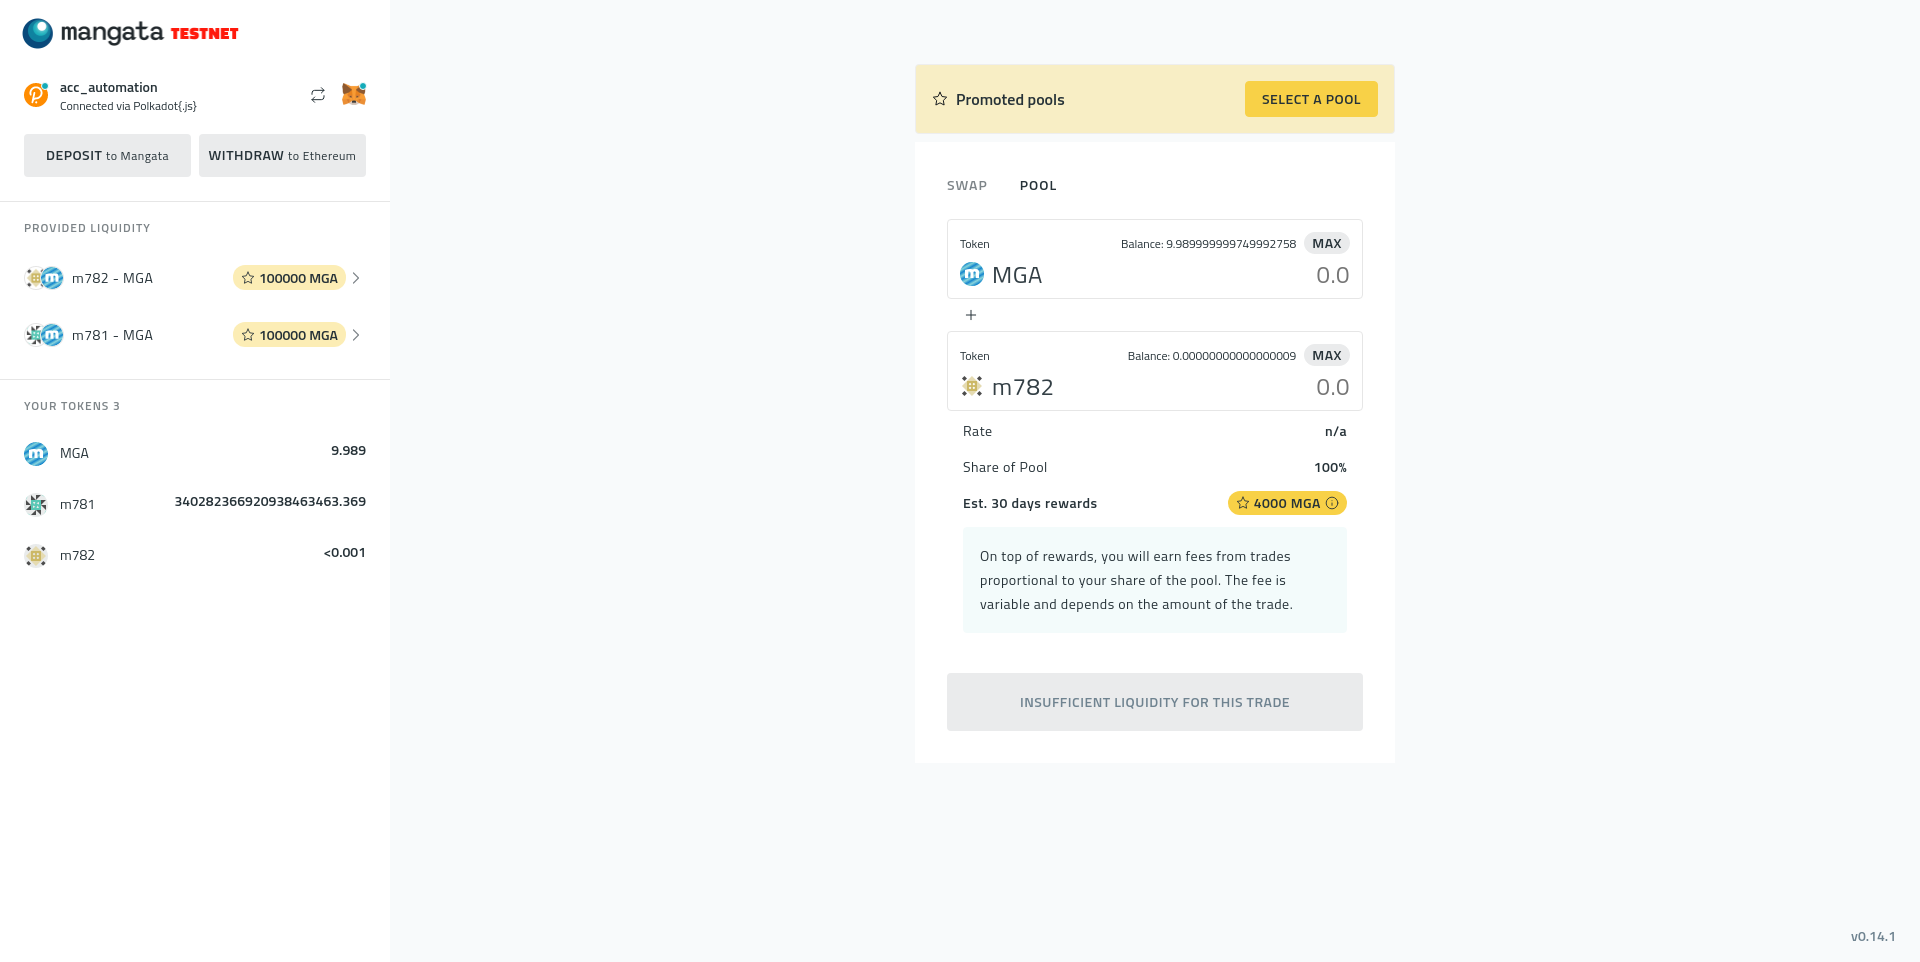 mangata TESTNET
acc_automation
Connected via Polkadot{.js}
DEPOSIT to Mangata
WITHDRAW to Ethereum
PROVIDED LIQUIDITY
m782 - MGA
100000 MGA
m781 - MGA
100000 MGA
YOUR TOKENS 3
MGA
9.989
m781
340282366920938463463.369
m782
<0.001
Promoted pools
SELECT A POOL
SWAP
POOL
Token
Balance: 9.989999999749992758
MAX
MGA
0.0
+
Token
Balance: 0.00000000000000009
MAX
m782
0.0
Rate
n/a
Share of Pool
100%
Est. 30 days rewards
4000 MGA
On top of rewards, you will earn fees from trades
proportional to your share of the pool. The fee is
variable and depends on the amount of the trade.
INSUFFICIENT LIQUIDITY FOR THIS TRADE
v0.14.1